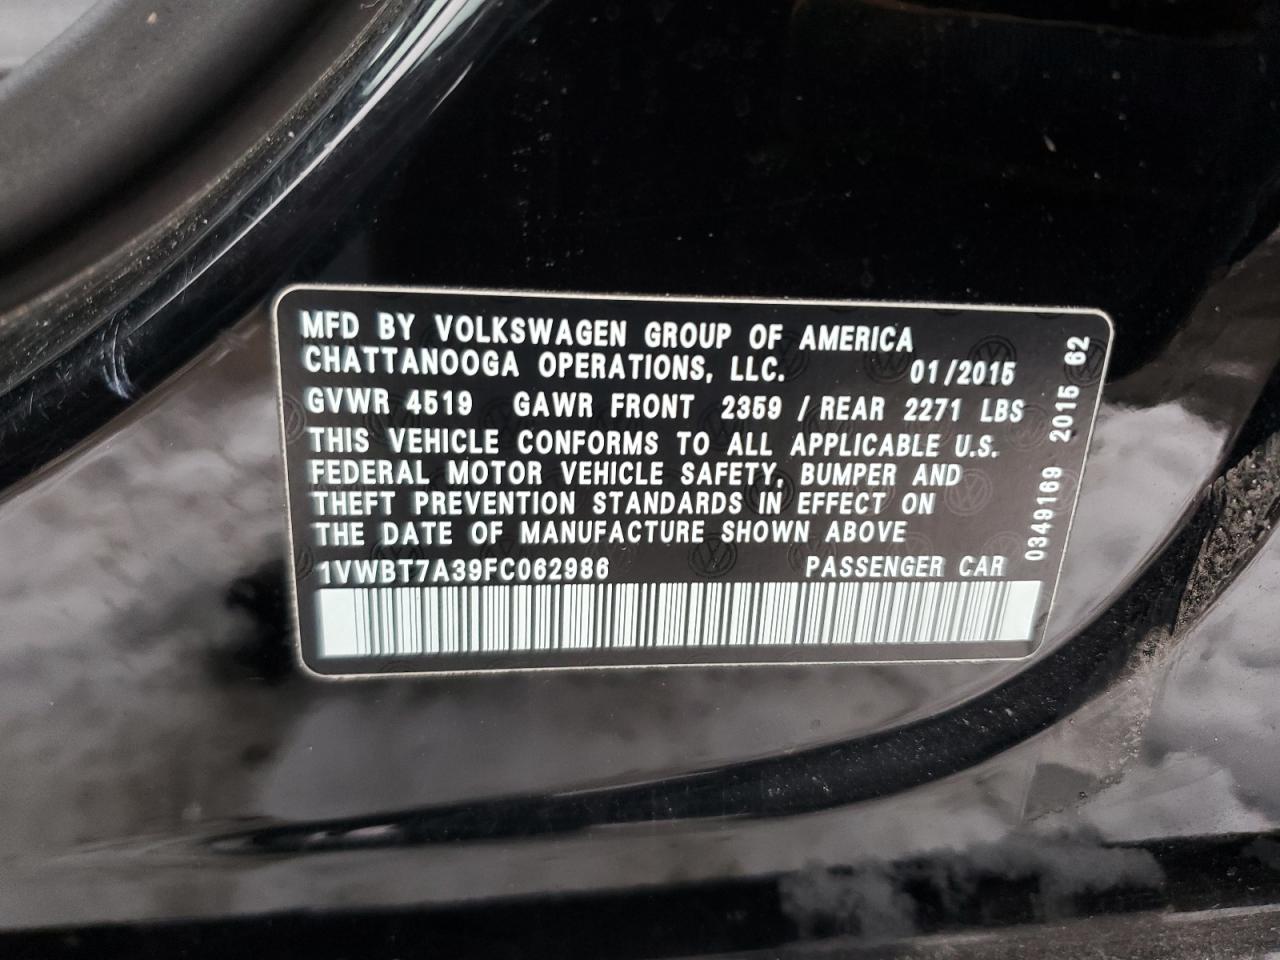 MFD BY VOLKSWAGEN GROUP OF AMERICA
CHATTANOOGA OPERATIONS, LLC. 01/2015
GVWR 4519 GAWR FRONT 2359 / REAR 2271 LBS
THIS VEHICLE CONFORMS TO ALL APPLICABLE U.S.
FEDERAL MOTOR VEHICLE SAFETY, BUMPER AND
THEFT PREVENTION STANDARDS IN EFFECT ON
THE DATE OF MANUFACTURE SHOWN ABOVE
1VWBT7A39FC062986 PASSENGER CAR
0349169 2015 62